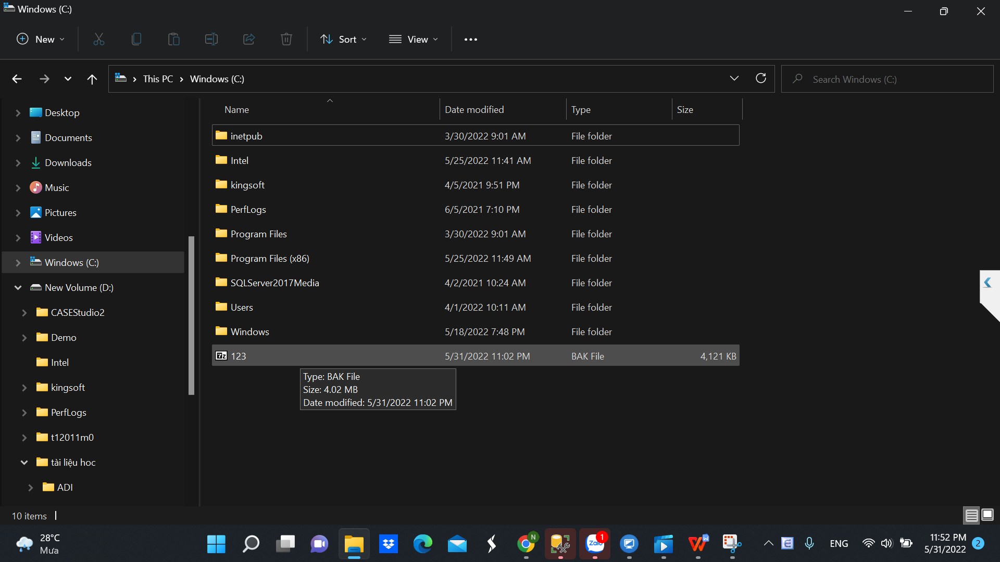 Windows (C:)
New
Sort
View
This PC
Windows (C:)
Search Windows (C:)
Desktop
Documents
Downloads
Music
Pictures
Videos
Windows (C:)
New Volume (D:)
CASEStudio2
Demo
Intel
kingsoft
PerfLogs
t12011m0
tài liệu hoc
ADI
Name Date modified Type Size
inetpub 3/30/2022 9:01 AM File folder
Intel 5/25/2022 11:41 AM File folder
kingsoft 4/5/2021 9:51 PM File folder
PerfLogs 6/5/2021 7:10 PM File folder
Program Files 3/30/2022 9:01 AM File folder
Program Files (x86) 5/25/2022 11:49 AM File folder
SQLServer2017Media 4/2/2021 10:24 AM File folder
Users 4/1/2022 10:11 AM File folder
Windows 5/18/2022 7:48 PM File folder
7z 123 5/31/2022 11:02 PM BAK File 4,121 KB
Type: BAK File
Size: 4.02 MB
Date modified: 5/31/2022 11:02 PM
10 items
28°C
Mưa
N
Zalo
1
W
ENG
11:52 PM
5/31/2022
2